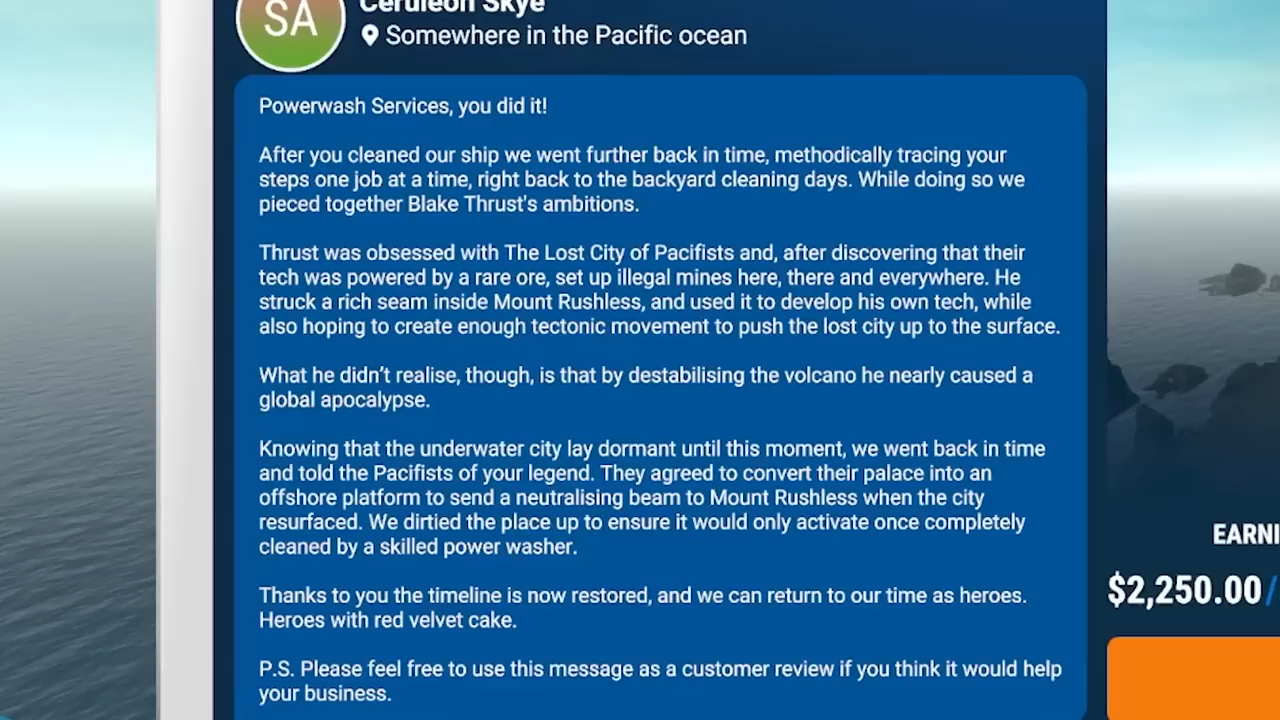 Ceruleon Skye
SA
Somewhere in the Pacific ocean
Powerwash Services, you did it!
After you cleaned our ship we went further back in time, methodically tracing your
steps one job at a time, right back to the backyard cleaning days. While doing so we
pieced together Blake Thrust's ambitions.
Thrust was obsessed with The Lost City of Pacifists and, after discovering that their
tech was powered by a rare ore, set up illegal mines here, there and everywhere. He
struck a rich seam inside Mount Rushless, and used it to develop his own tech, while
also hoping to create enough tectonic movement to push the lost city up to the surface.
What he didn’t realise, though, is that by destabilising the volcano he nearly caused a
global apocalypse.
Knowing that the underwater city lay dormant until this moment, we went back in time
and told the Pacifists of your legend. They agreed to convert their palace into an
offshore platform to send a neutralising beam to Mount Rushless when the city
resurfaced. We dirtied the place up to ensure it would only activate once completely
cleaned by a skilled power washer.
Thanks to you the timeline is now restored, and we can return to our time as heroes.
Heroes with red velvet cake.
P.S. Please feel free to use this message as a customer review if you think it would help
your business.
EARNI
$2,250.00/